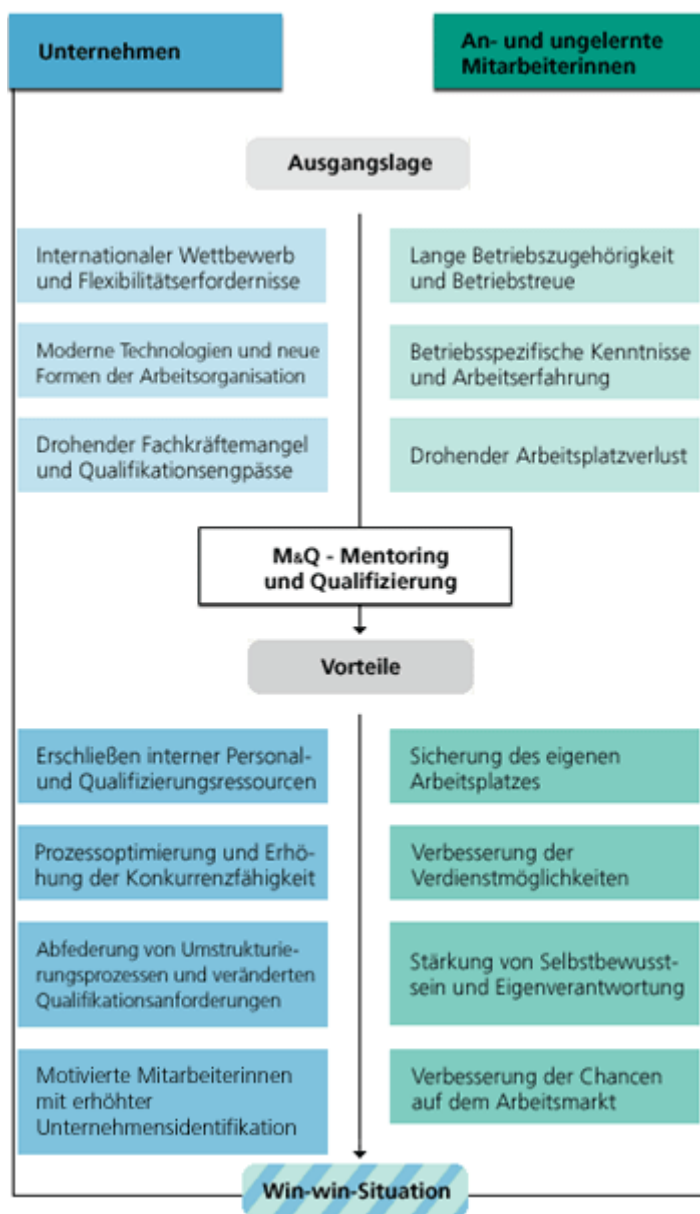 Unternehmen
An- und ungelernte
Mitarbeiterinnen
Ausgangslage
Internationaler Wettbewerb
und Flexibilitätserfordernisse
Lange Betriebszugehörigkeit
und Betriebstreue
Moderne Technologien und neue
Formen der Arbeitsorganisation
Betriebsspezifische Kenntnisse
und Arbeitserfahrung
Drohender Fachkräftemangel
und Qualifikationsengpässe
Drohender Arbeitsplatzverlust
M&Q - Mentoring
und Qualifizierung
Vorteile
Erschließen interner Personal-
und Qualifizierungsressourcen
Sicherung des eigenen
Arbeitsplatzes
Prozessoptimierung und Erhö-
hung der Konkurrenzfähigkeit
Verbesserung der
Verdienstmöglichkeiten
Abfederung von Umstrukturie-
rungsprozessen und veränderten
Qualifikationsanforderungen
Stärkung von Selbstbewusst-
sein und Eigenverantwortung
Motivierte Mitarbeiterinnen
mit erhöhter
Unternehmensidentifikation
Verbesserung der Chancen
auf dem Arbeitsmarkt
Win-win-Situation